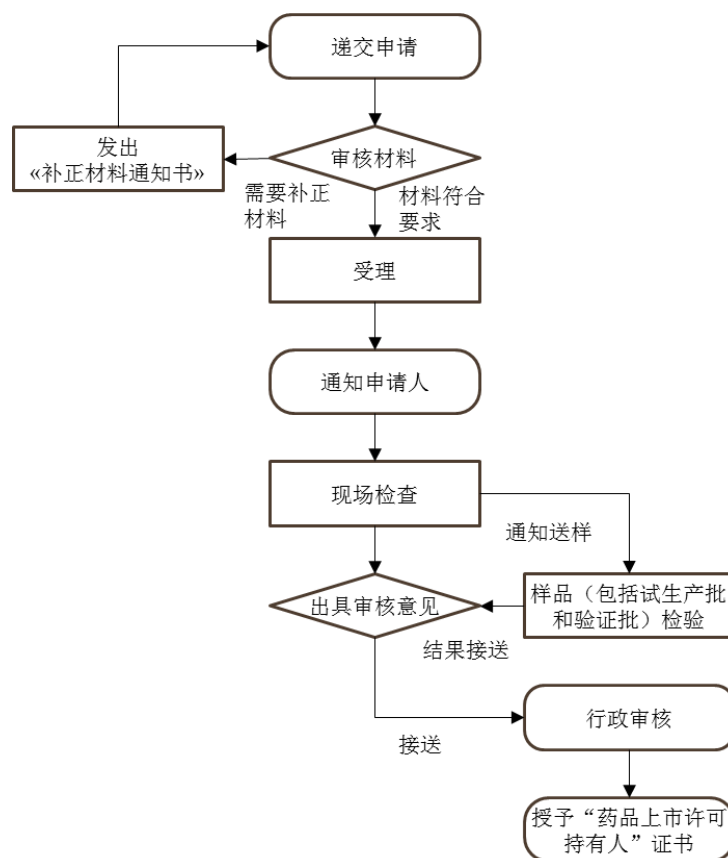 递交申请
发出
«补正材料通知书»
审核材料
需要补正
材料
材料符合
要求
受理
通知申请人
现场检查
通知送样
出具审核意见
样品（包括试生产批
和验证批）检验
结果接送
行政审核
接送
授予“药品上市许可
持有人”证书